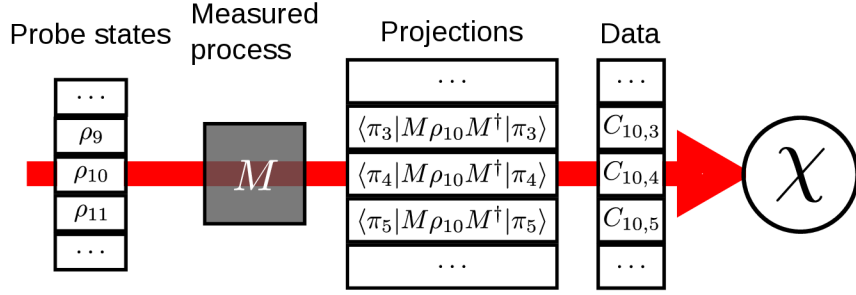 Probe states
Measured
process
Projections
Data
...
ρ₉
ρ₁₀
ρ₁₁
...
M
...
⟨π₃|Mρ₁₀M†|π₃⟩
⟨π₄|Mρ₁₀M†|π₄⟩
⟨π₅|Mρ₁₀M†|π₅⟩
...
...
C₁₀,₃
C₁₀,₄
C₁₀,₅
...
χ